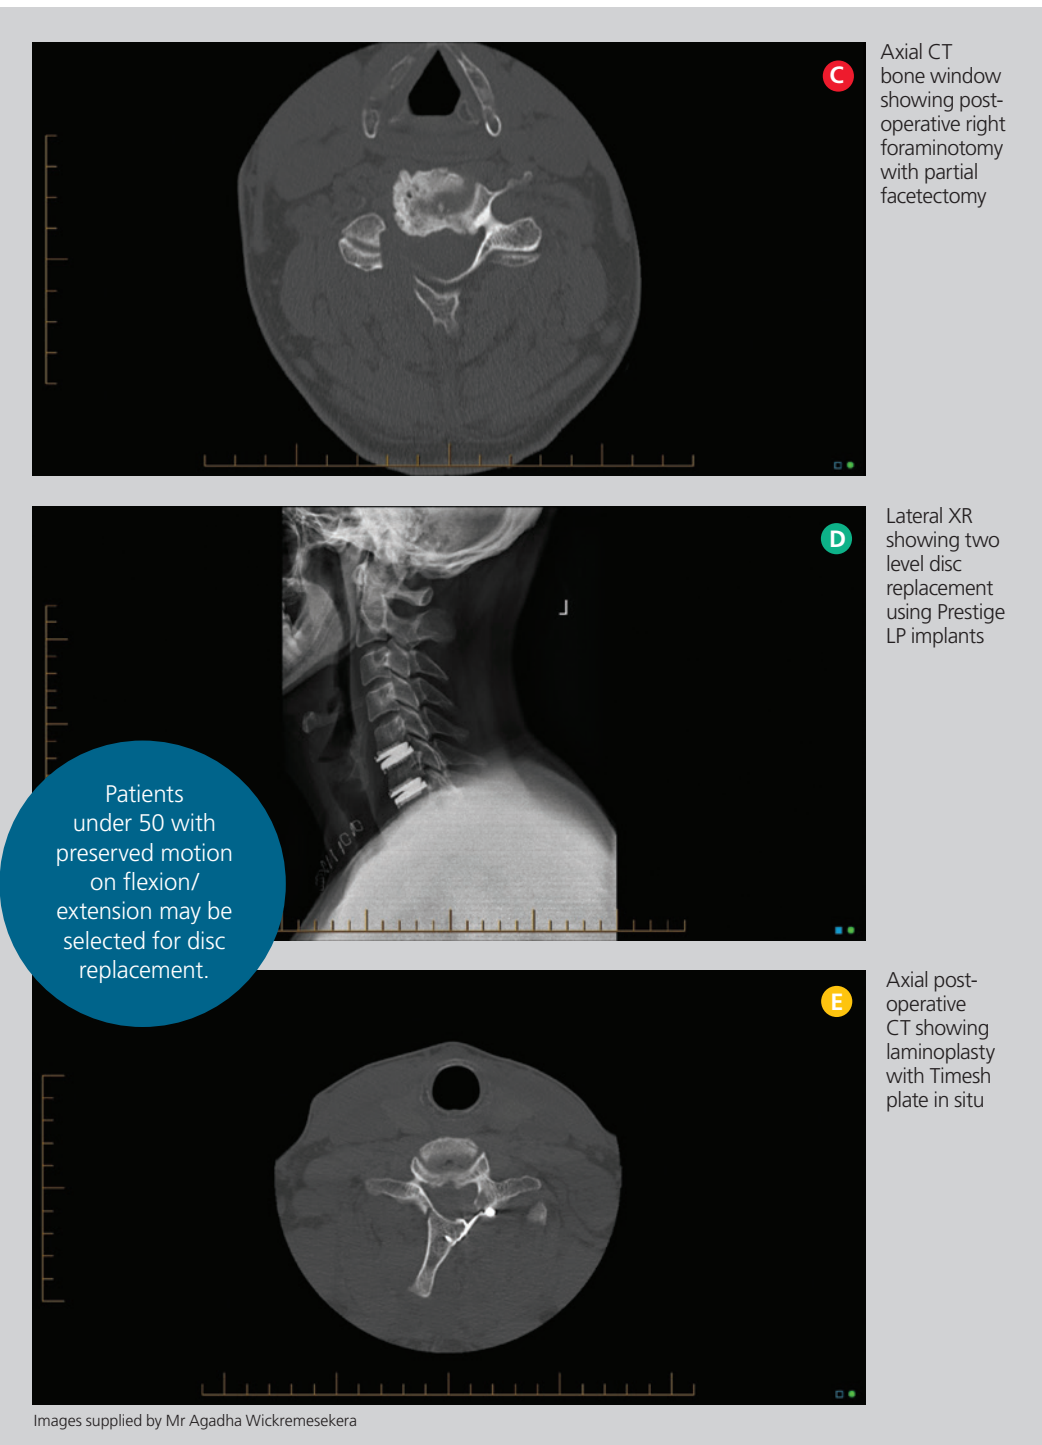 C
Axial CT
bone window
showing post-
operative right
foraminotomy
with partial
facetectomy
D
Lateral XR
showing two
level disc
replacement
using Prestige
LP implants
L
Patients
under 50 with
preserved motion
on flexion/
extension may be
selected for disc
replacement.
E
Axial post-
operative
CT showing
laminoplasty
with Timesh
plate in situ
Images supplied by Mr Agadha Wickremesekera